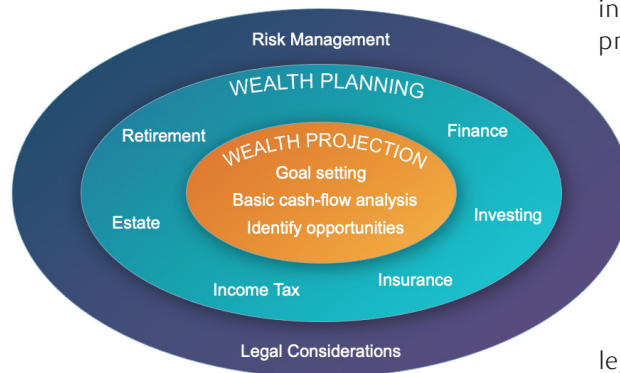 Risk Management
WEALTH PLANNING
Retirement
Finance
WEALTH PROJECTION
Goal setting
Basic cash-flow analysis
Identify opportunities
Estate
Investing
Income Tax
Insurance
Legal Considerations